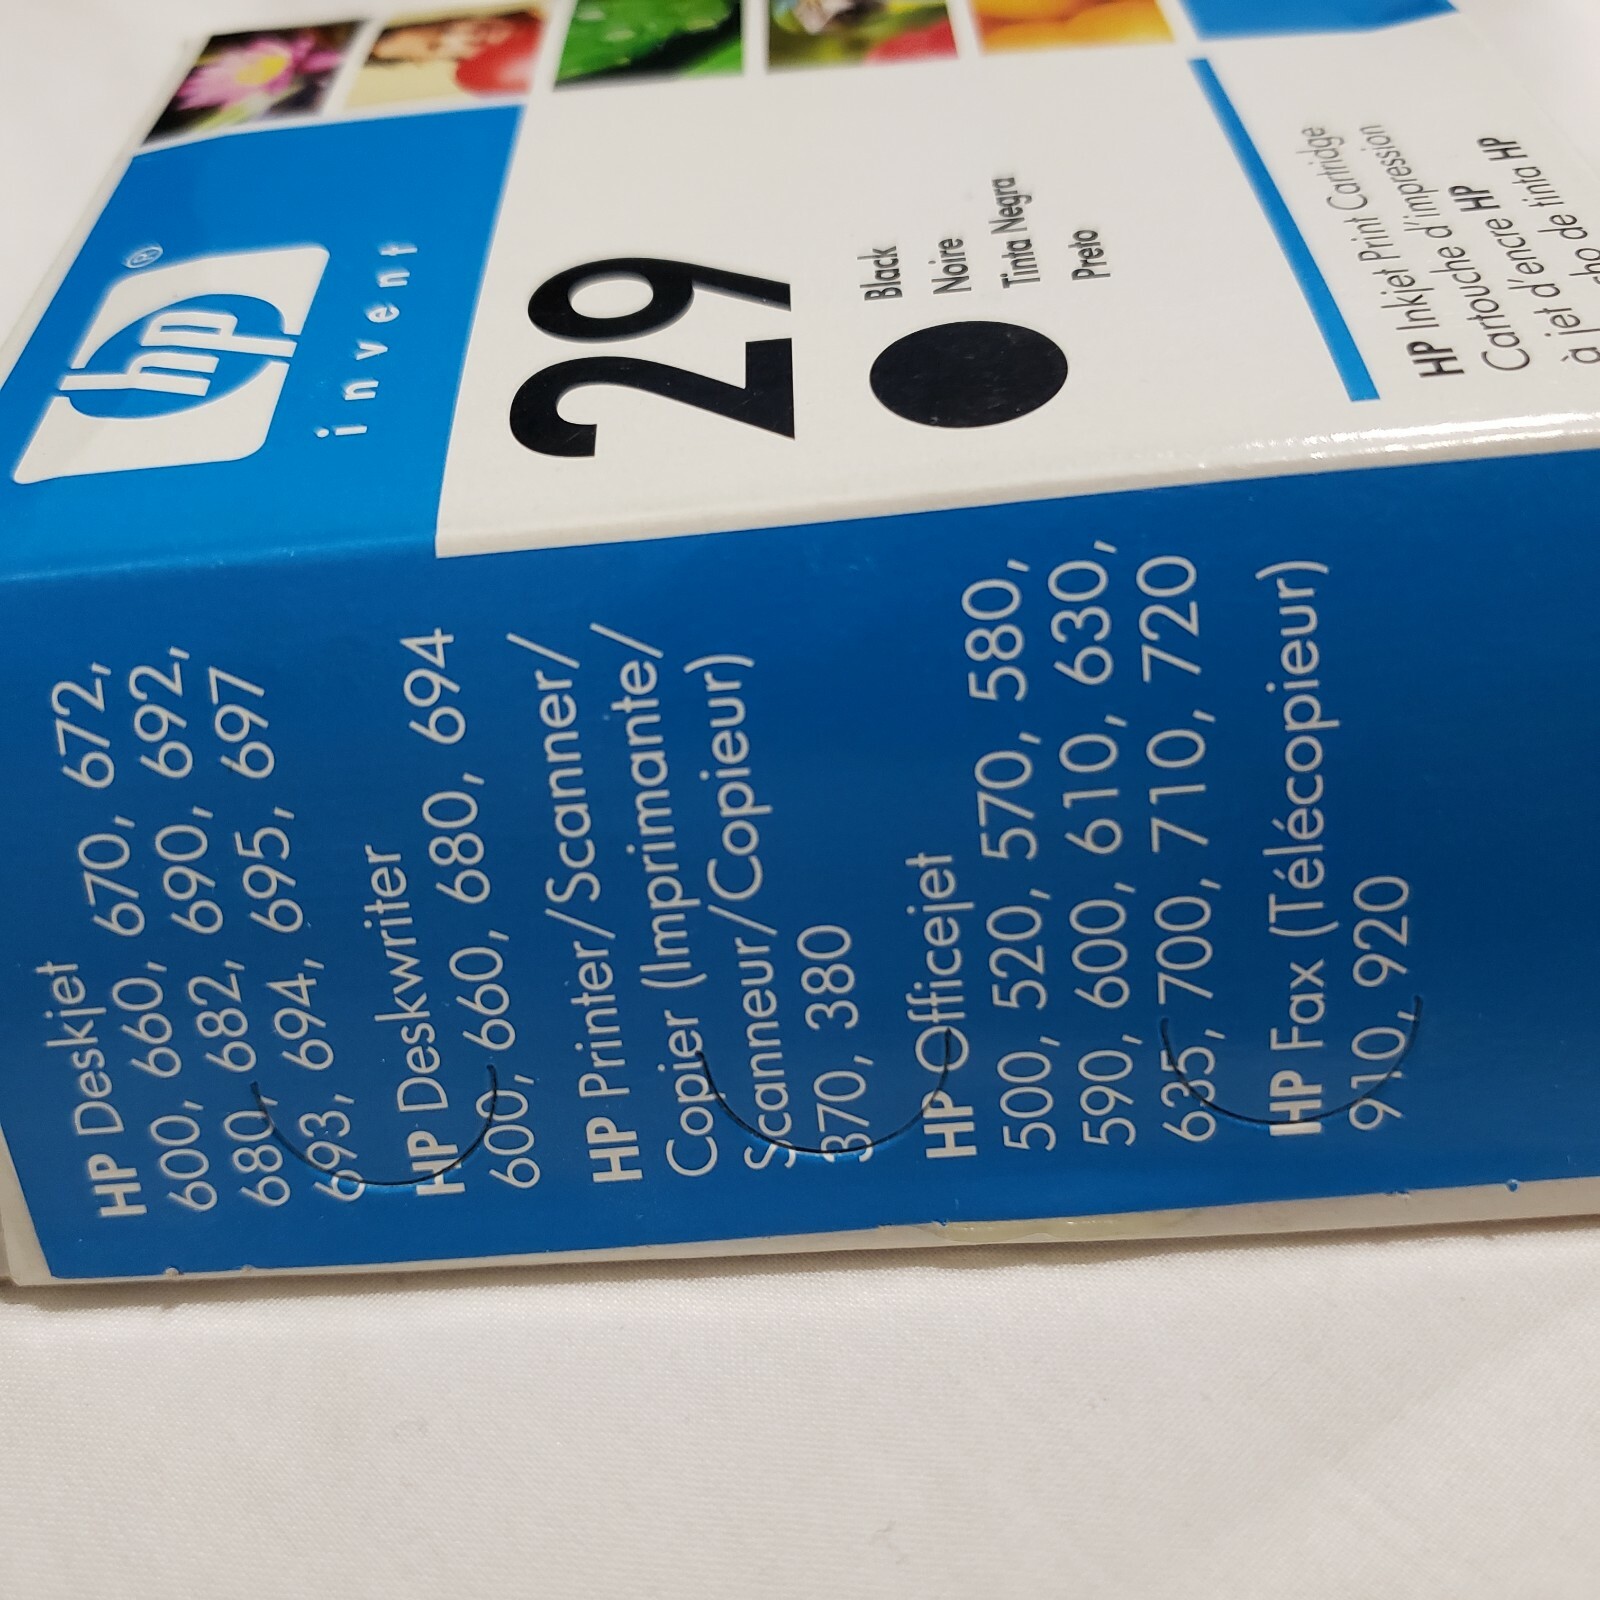 hp®
invent
29
Black
Noire
Tinta Negra
Preto
HP Inkjet Print Cartridge
Cartouche d'impression
à jet d'encre HP
de tinta HP
HP Deskjet
600, 660, 670, 672,
680, 682, 690, 692,
693, 694, 695, 697
HP Deskwriter
600, 660, 680, 694
HP Printer/Scanner/
Copier (Imprimante/
Scanneur/Copieur)
370, 380
HP Officejet
500, 520, 570, 580,
590, 600, 610, 630,
635, 700, 710, 720
HP Fax (Télécopieur)
910, 920